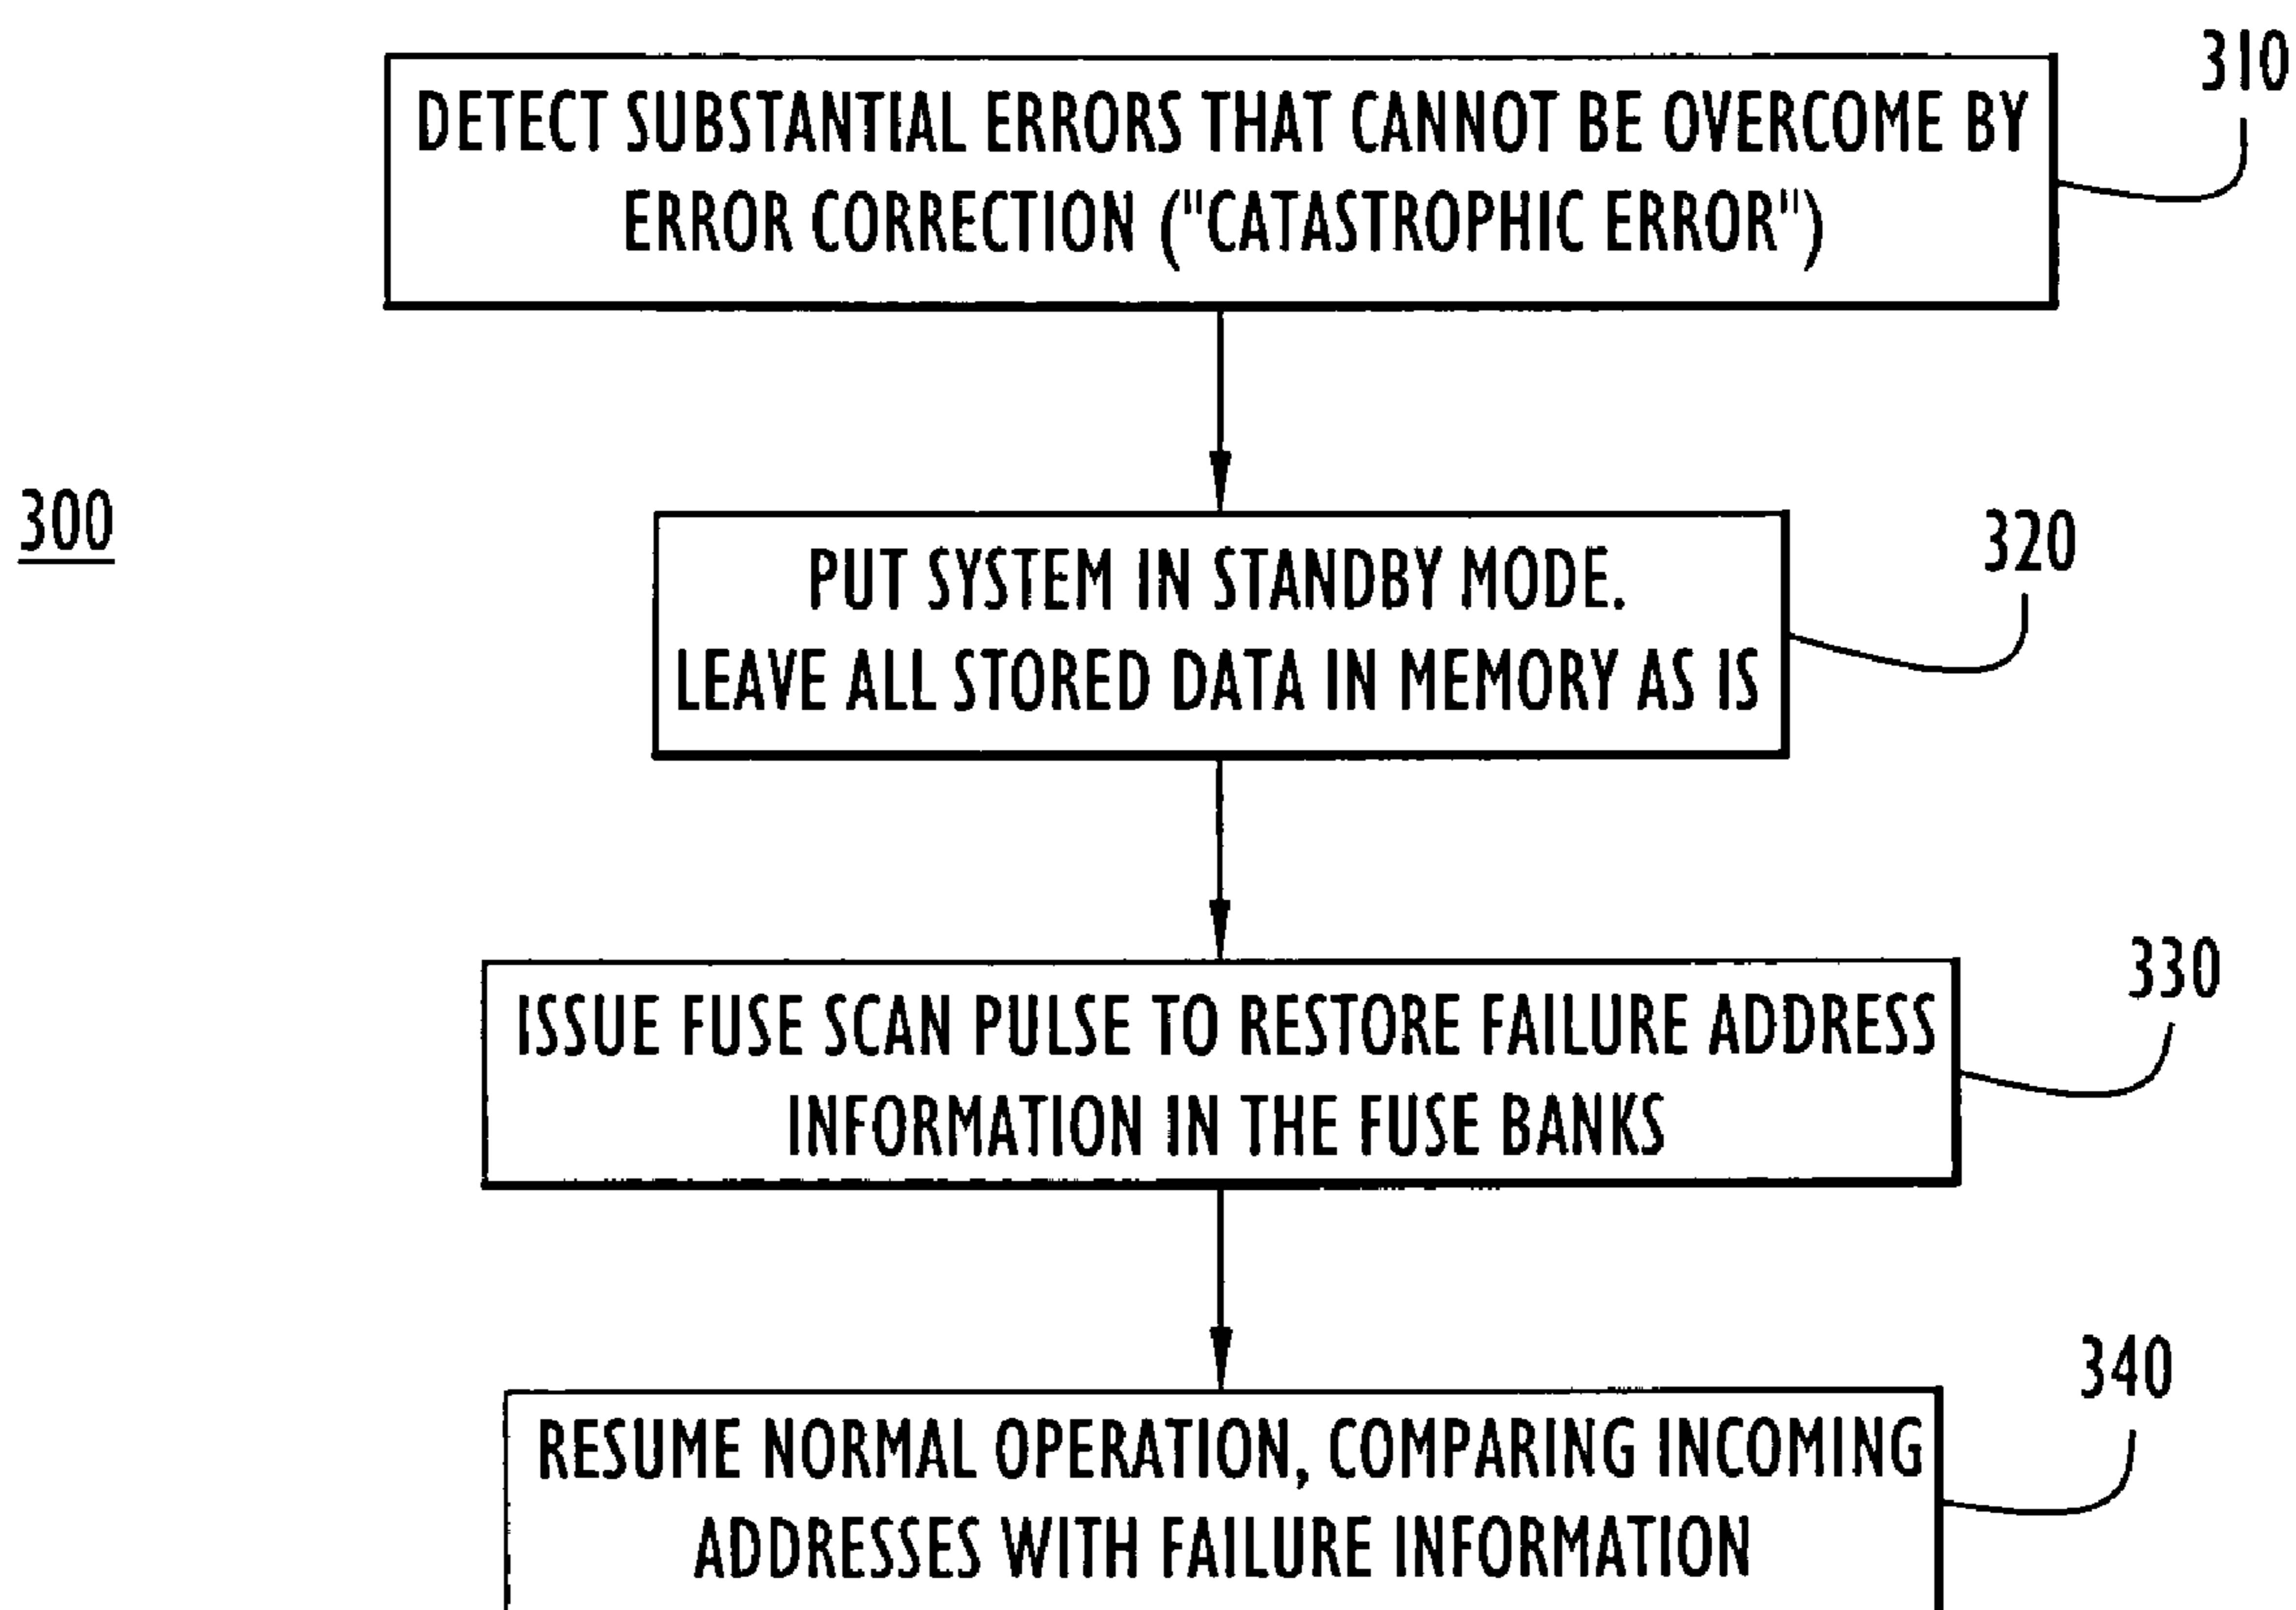 310
DETECT SUBSTANTIAL ERRORS THAT CANNOT BE OVERCOME BY
ERROR CORRECTION ("CATASTROPHIC ERROR")
300
320
PUT SYSTEM IN STANDBY MODE.
LEAVE ALL STORED DATA IN MEMORY AS IS
330
ISSUE FUSE SCAN PULSE TO RESTORE FAILURE ADDRESS
INFORMATION IN THE FUSE BANKS
340
RESUME NORMAL OPERATION, COMPARING INCOMING
ADDRESSES WITH FAILURE INFORMATION